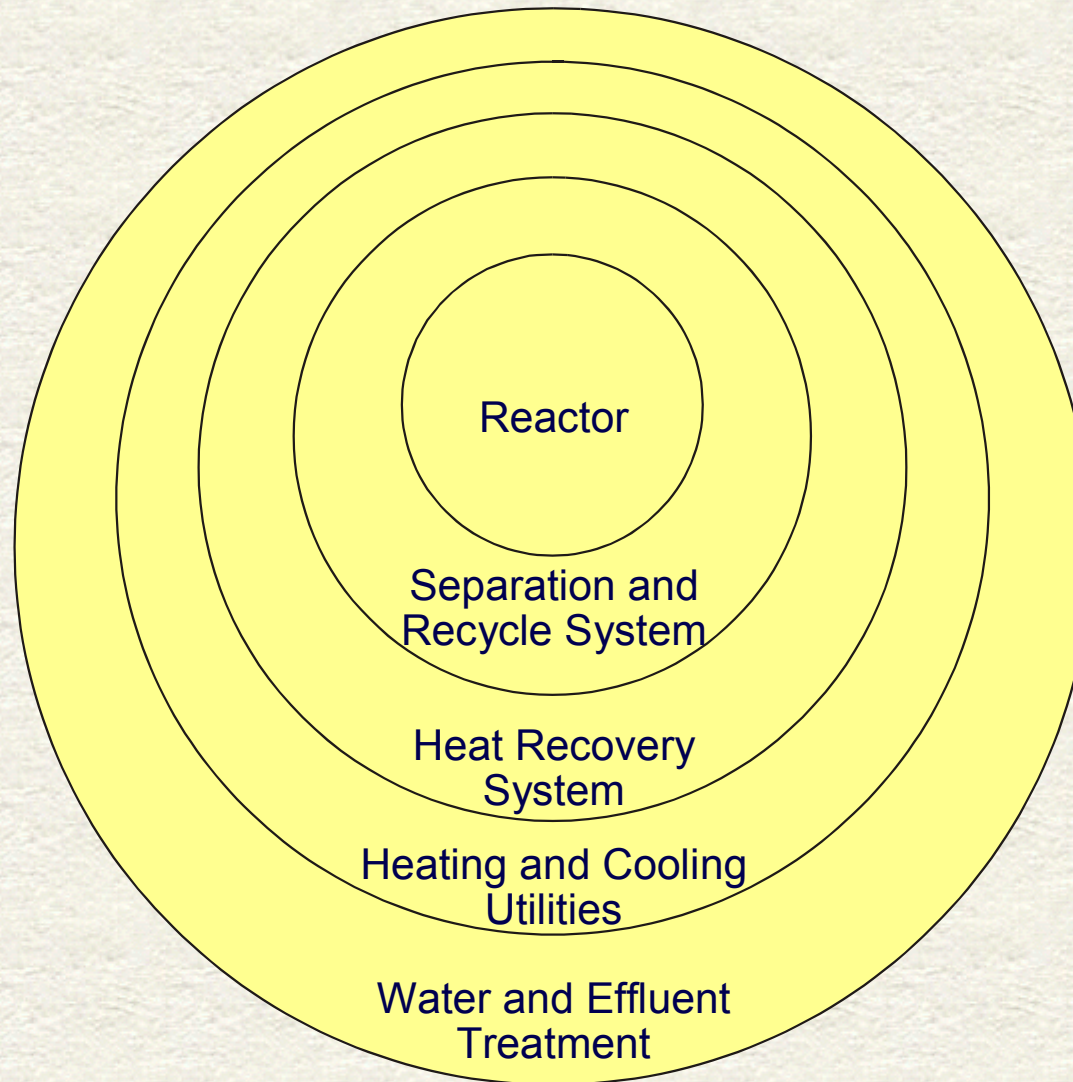 Reactor
Separation and
Recycle System
Heat Recovery
System
Heating and Cooling
Utilities
Water and Effluent
Treatment